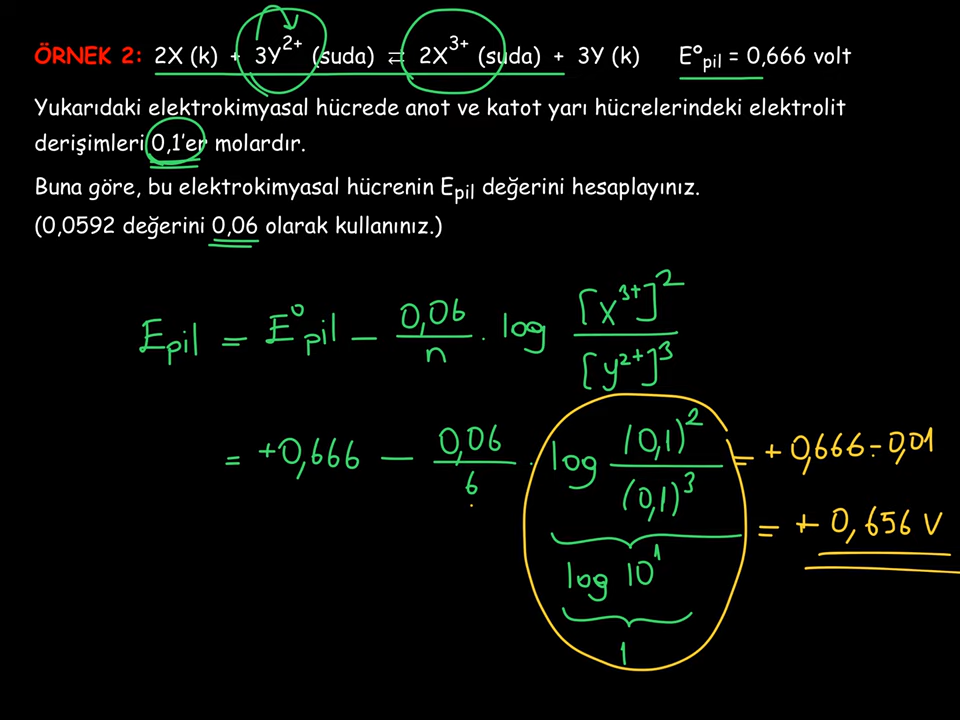 ÖRNEK 2: 2X (k) + 3Y²⁺ (suda) ⇄ 2X³⁺ (suda) + 3Y (k) E°pil = 0,666 volt
Yukarıdaki elektrokimyasal hücrede anot ve katot yarı hücrelerindeki elektrolit
derişimleri 0,1'er molardır.
Buna göre, bu elektrokimyasal hücrenin Epil değerini hesaplayınız.
(0,0592 değerini 0,06 olarak kullanınız.)
Epil = E°pil − 0,06/n · log [X³⁺]²/[Y²⁺]³
= +0,666 − 0,06/6 · log (0,1)²/(0,1)³ = +0,666 − 0,01
= +0,656 V
log 10¹
1